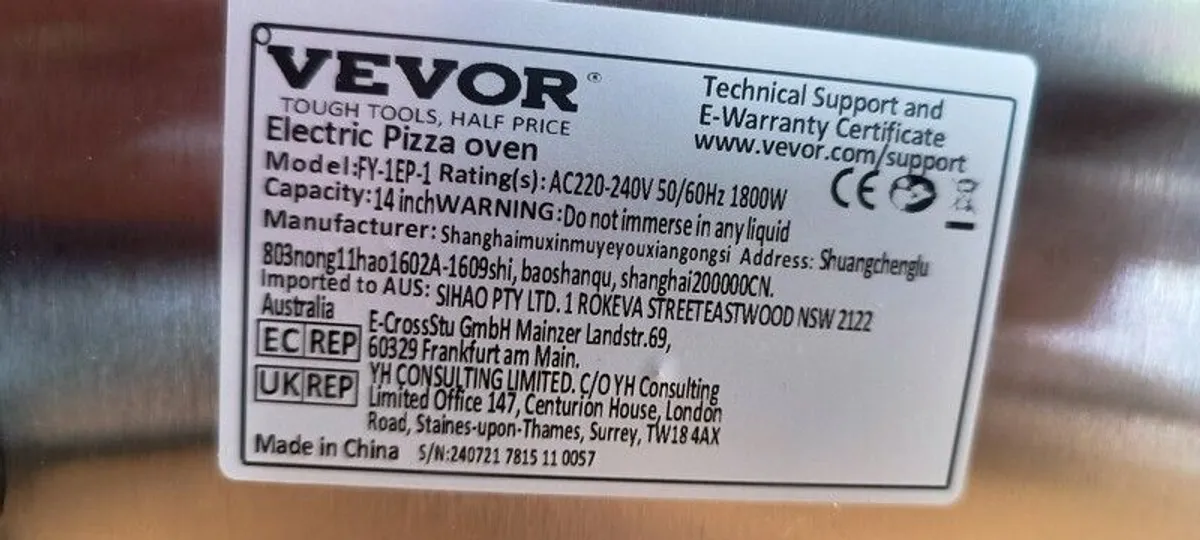 VEVOR®
TOUGH TOOLS, HALF PRICE
Technical Support and
E-Warranty Certificate
www.vevor.com/support
Electric Pizza oven
Model:FY-1EP-1 Rating(s):AC220-240V 50/60Hz 1800W
Capacity:14 inch WARNING:Do not immerse in any liquid
CE
Manufacturer: Shanghaimuxinmuyeyouxiangongsi Address: Shuangchenglu
803nong11hao1602A-1609shi, baoshanqu, shanghai200000CN.
Imported to AUS: SIHAO PTY LTD. 1 ROKEVA STREETEASTWOOD NSW 2122
Australia
EC REP E-CrossStu GmbH Mainzer Landstr.69,
60329 Frankfurt am Main.
UK REP YH CONSULTING LIMITED. C/O YH Consulting
Limited Office 147, Centurion House, London
Road, Staines-upon-Thames, Surrey, TW18 4AX
Made in China S/N:240721 7815 11 0057